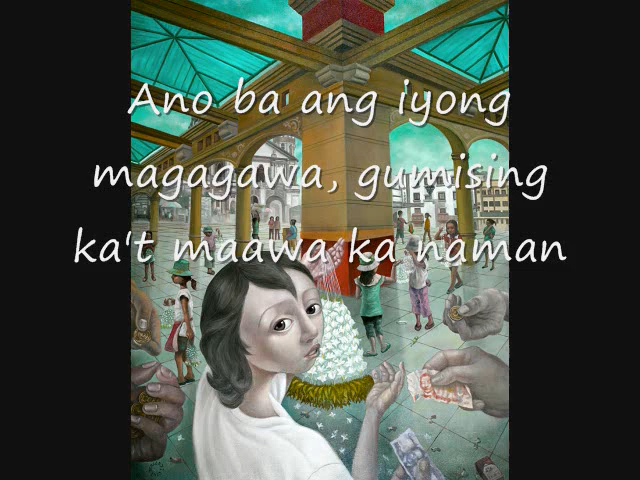 Ano ba ang iyong
magagawa, gumising
ka't maawa ka naman